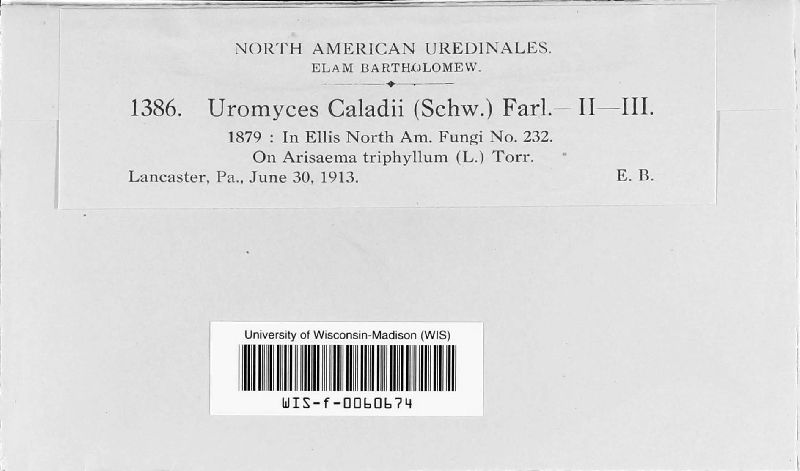 NORTH AMERICAN UREDINALES.
ELAM BARTHOLOMEW.
1386. Uromyces Caladii (Schw.) Farl.— II—III.
1879 : In Ellis North Am. Fungi No. 232.
On Arisaema triphyllum (L.) Torr.
Lancaster, Pa., June 30, 1913. E. B.
University of Wisconsin-Madison (WIS)
WIS-f-0060674